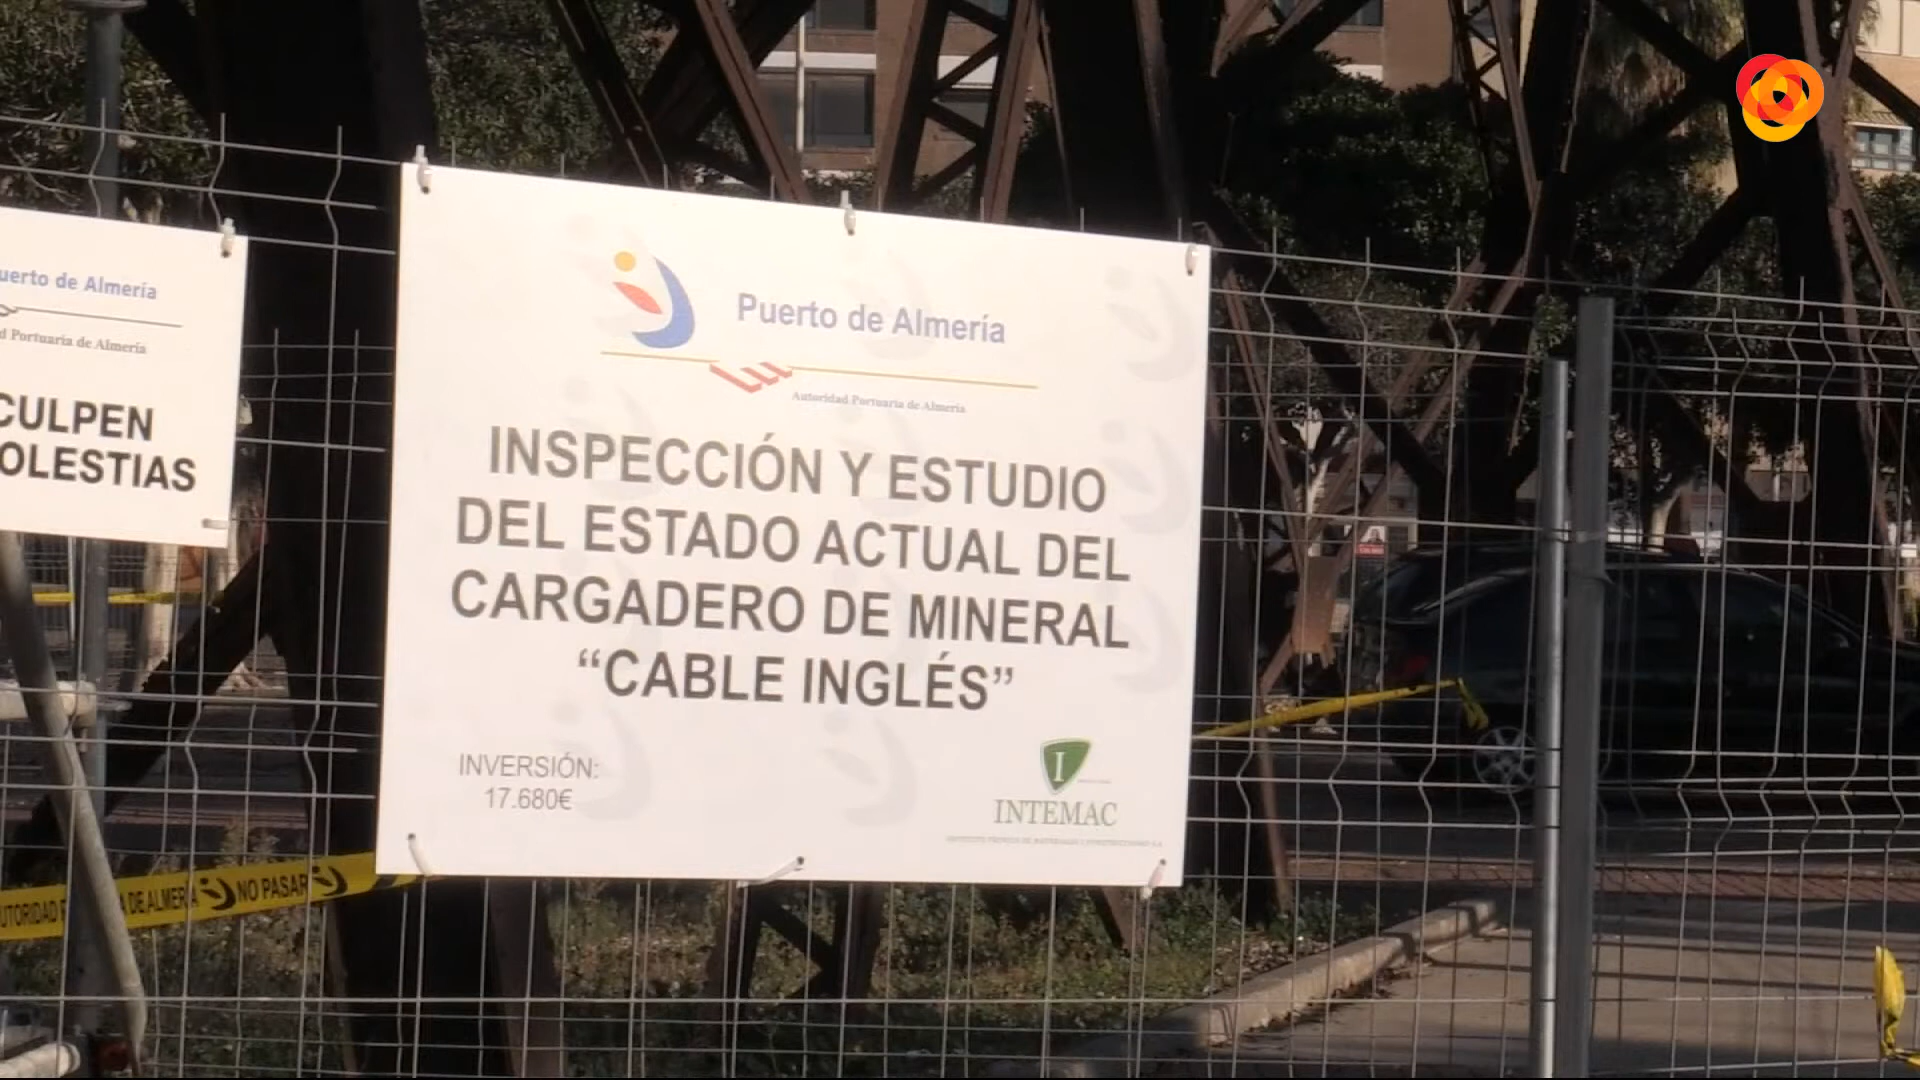 Puerto de Almería
Autoridad Portuaria de Almería
INSPECCIÓN Y ESTUDIO
DEL ESTADO ACTUAL DEL
CARGADERO DE MINERAL
“CABLE INGLÉS”
INVERSIÓN:
17.680€
I
INTEMAC
uerto de Almería
d Portuaria de Almería
CULPEN
OLESTIAS
DE ALMERIA NO PASAR